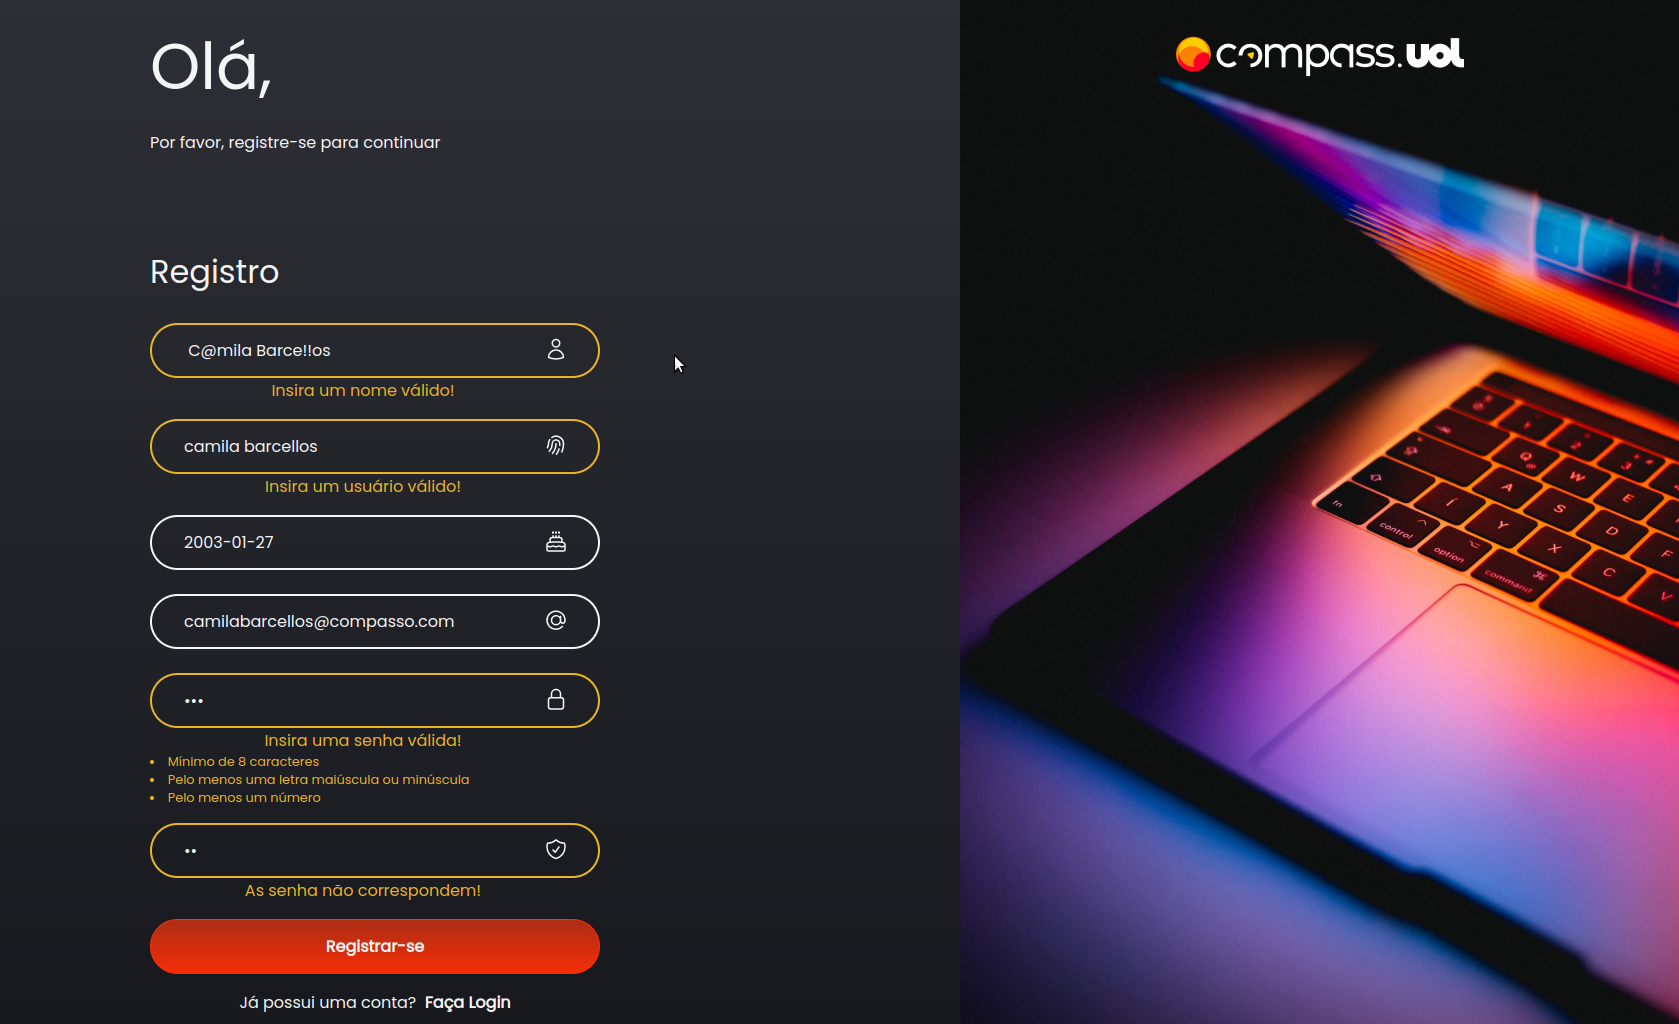 Olá,
compass.uol
Por favor, registre-se para continuar
Registro
C@mila Barce!!os
Insira um nome válido!
camila barcellos
Insira um usuário válido!
2003-01-27
camilabarcellos@compasso.com
•••
Insira uma senha válida!
• Mínimo de 8 caracteres
• Pelo menos uma letra maiúscula ou minúscula
• Pelo menos um número
••
As senha não correspondem!
Registrar-se
Já possui uma conta? Faça Login
Q W E
A S D F
Y X C V
fn control option command